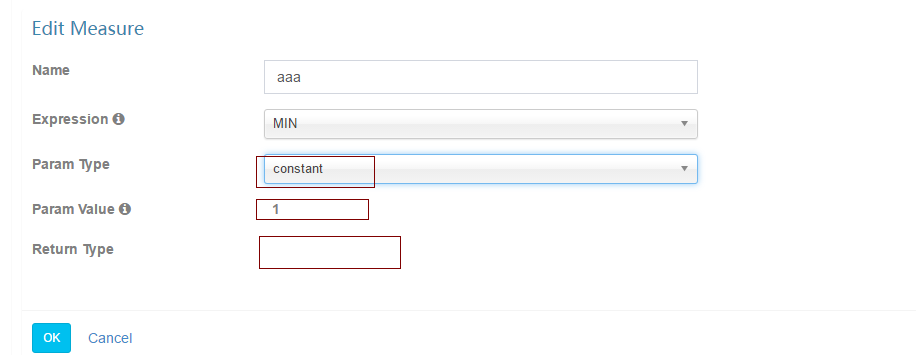 Edit Measure
Name aaa
Expression MIN
Param Type constant
Param Value 1
Return Type
OK Cancel